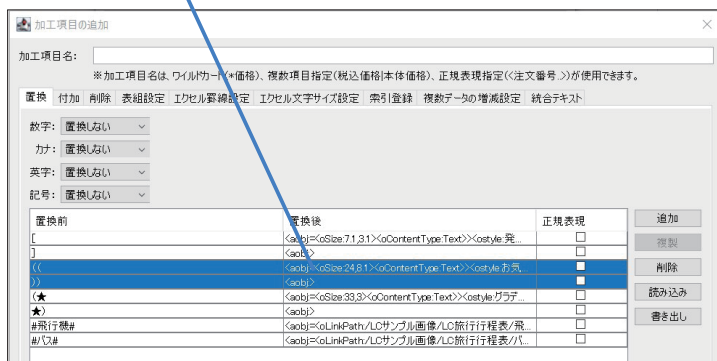 加工項目の追加
加工項目名:
※加工項目名は、ワイルドカード(*価格)、複数項目指定(税込価格|本体価格)、正規表現指定(<注文番号.>)が使用できます。
置換 付加 削除 表組設定 エクセル罫線設定 エクセル文字サイズ設定 索引登録 複数データの増減設定 統合テキスト
数字: 置換しない
カナ: 置換しない
英字: 置換しない
記号: 置換しない
置換前 置換後 正規表現 追加
[ <aobj=<oSize:7.1,3.1><oContentType:Text>><ostyle:発...
複製
] <aobj>
(( <aobj=<oSize:24,8.1><oContentType:Text>><ostyle:お気... 削除
)) <aobj>
(★ <aobj=<oSize:33,3><oContentType:Text>><ostyle:グラデ... 読み込み
★) <aobj> 書き出し
#飛行機# <aobj=<oLinkPath:/LCサンプル画像/LC旅行行程表/飛...
#バス# <aobj=<oLinkPath:/LCサンプル画像/LC旅行行程表/バ...